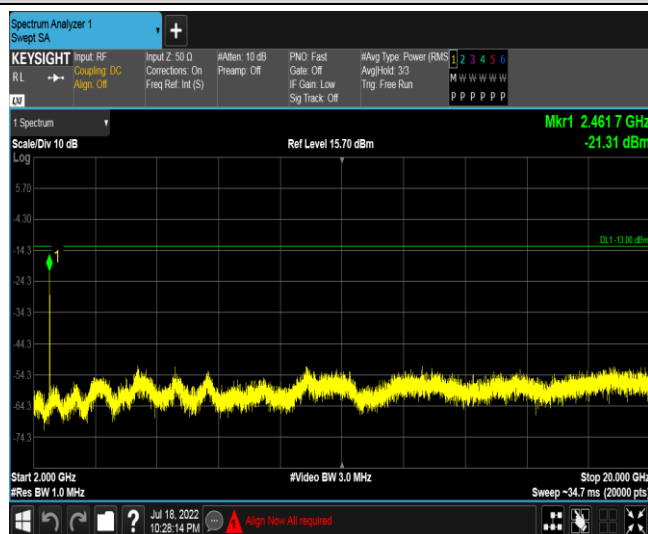 Spectrum Analyzer 1
Swept SA
+
KEYSIGHT
RL
LXI
Input: RF
Coupling: DC
Align: Off
Input Z: 50 Ω
Corrections: On
Freq Ref: Int (S)
#Atten: 10 dB
Preamp: Off
PNO: Fast
Gate: Off
IF Gain: Low
Sig Track: Off
#Avg Type: Power (RMS
Avg|Hold: 3/3
Trig: Free Run
1 2 3 4 5 6
M W W W W W
P P P P P P
1 Spectrum
Mkr1 2.461 7 GHz
Scale/Div 10 dB
Ref Level 15.70 dBm
-21.31 dBm
Log
5.70
-4.30
DL1 -13.00 dBm
-14.3
1
-24.3
-34.3
-44.3
-54.3
-64.3
-74.3
Start 2.000 GHz
#Video BW 3.0 MHz
Stop 20.000 GHz
#Res BW 1.0 MHz
Sweep ~34.7 ms (20000 pts)
?
Jul 18, 2022
10:28:14 PM
Align Now All required